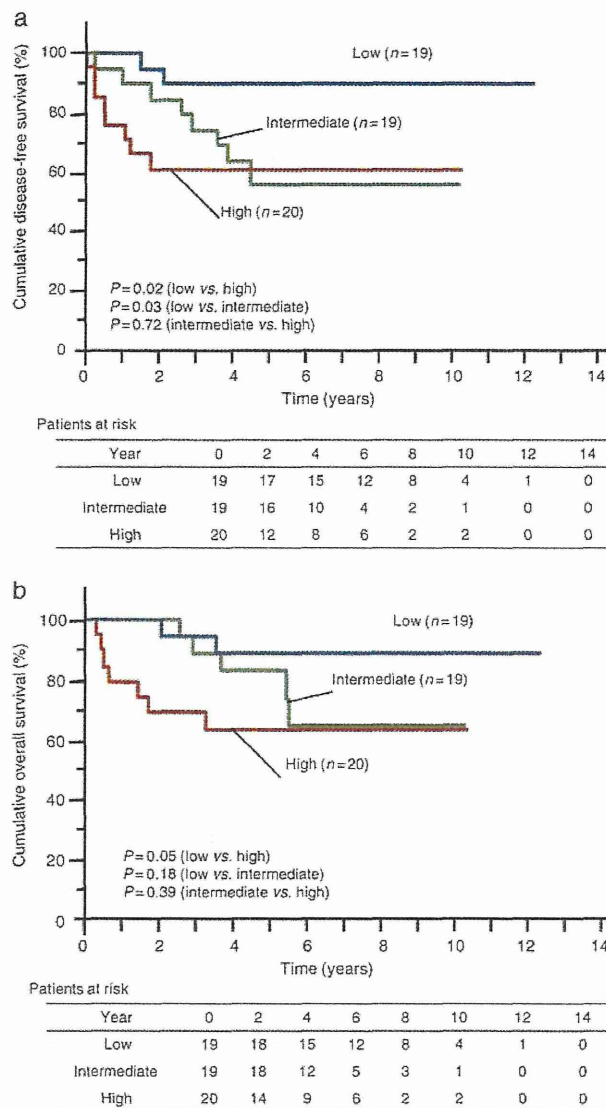 a
Cumulative disease-free survival (%)
100
80
60
40
20
0
Low (n=19)
Intermediate (n=19)
High (n=20)
P=0.02 (low vs. high)
P=0.03 (low vs. intermediate)
P=0.72 (intermediate vs. high)
0 2 4 6 8 10 12 14
Time (years)
Patients at risk
Year 0 2 4 6 8 10 12 14
Low 19 17 15 12 8 4 1 0
Intermediate 19 16 10 4 2 1 0 0
High 20 12 8 6 2 2 0 0
b
Cumulative overall survival (%)
100
80
60
40
20
0
Low (n=19)
Intermediate (n=19)
High (n=20)
P=0.05 (low vs. high)
P=0.18 (low vs. intermediate)
P=0.39 (intermediate vs. high)
0 2 4 6 8 10 12 14
Time (years)
Patients at risk
Year 0 2 4 6 8 10 12 14
Low 19 18 15 12 8 4 1 0
Intermediate 19 18 12 5 3 1 0 0
High 20 14 9 6 2 2 0 0